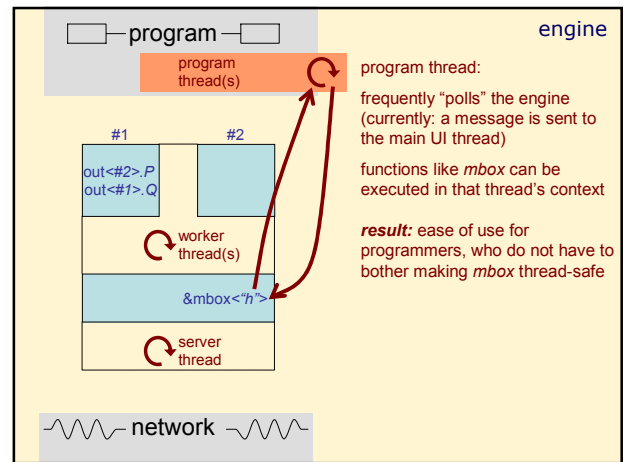 engine
program
program
thread(s)
#1
#2
out<#2>.P
out<#1>.Q
worker
thread(s)
&mbox<“h”>
server
thread
network
program thread:
frequently “polls” the engine
(currently: a message is sent to
the main UI thread)
functions like mbox can be
executed in that thread’s context
result: ease of use for
programmers, who do not have to
bother making mbox thread-safe